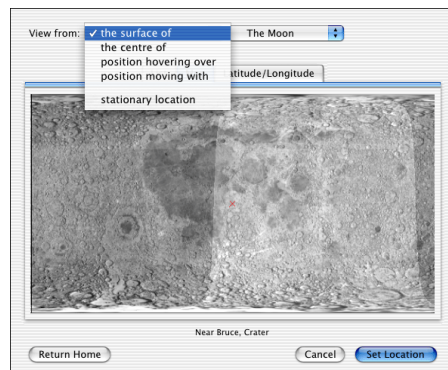 View from: ✓ the surface of The Moon
the centre of
position hovering over
position moving with
stationary location
atitude/Longitude
Near Bruce, Crater
Return Home Cancel Set Location